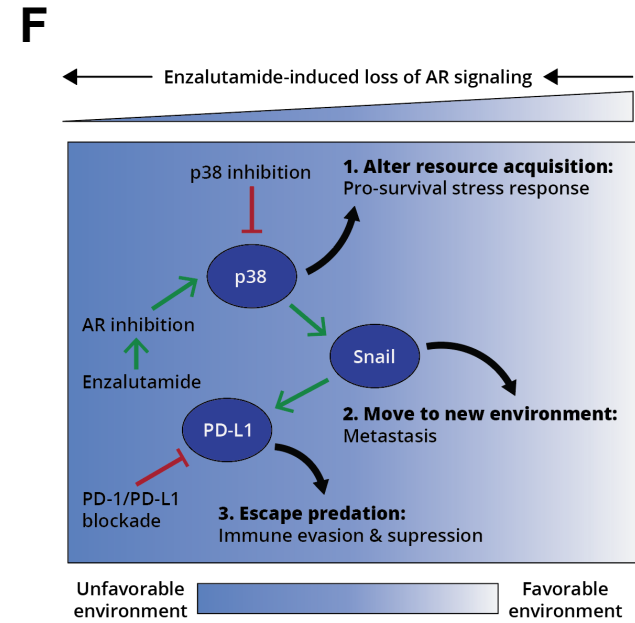 F
Enzalutamide-induced loss of AR signaling
p38 inhibition
1. Alter resource acquisition:
Pro-survival stress response
p38
AR inhibition
Snail
Enzalutamide
2. Move to new environment:
Metastasis
PD-L1
PD-1/PD-L1
blockade
3. Escape predation:
Immune evasion & supression
Unfavorable
environment
Favorable
environment